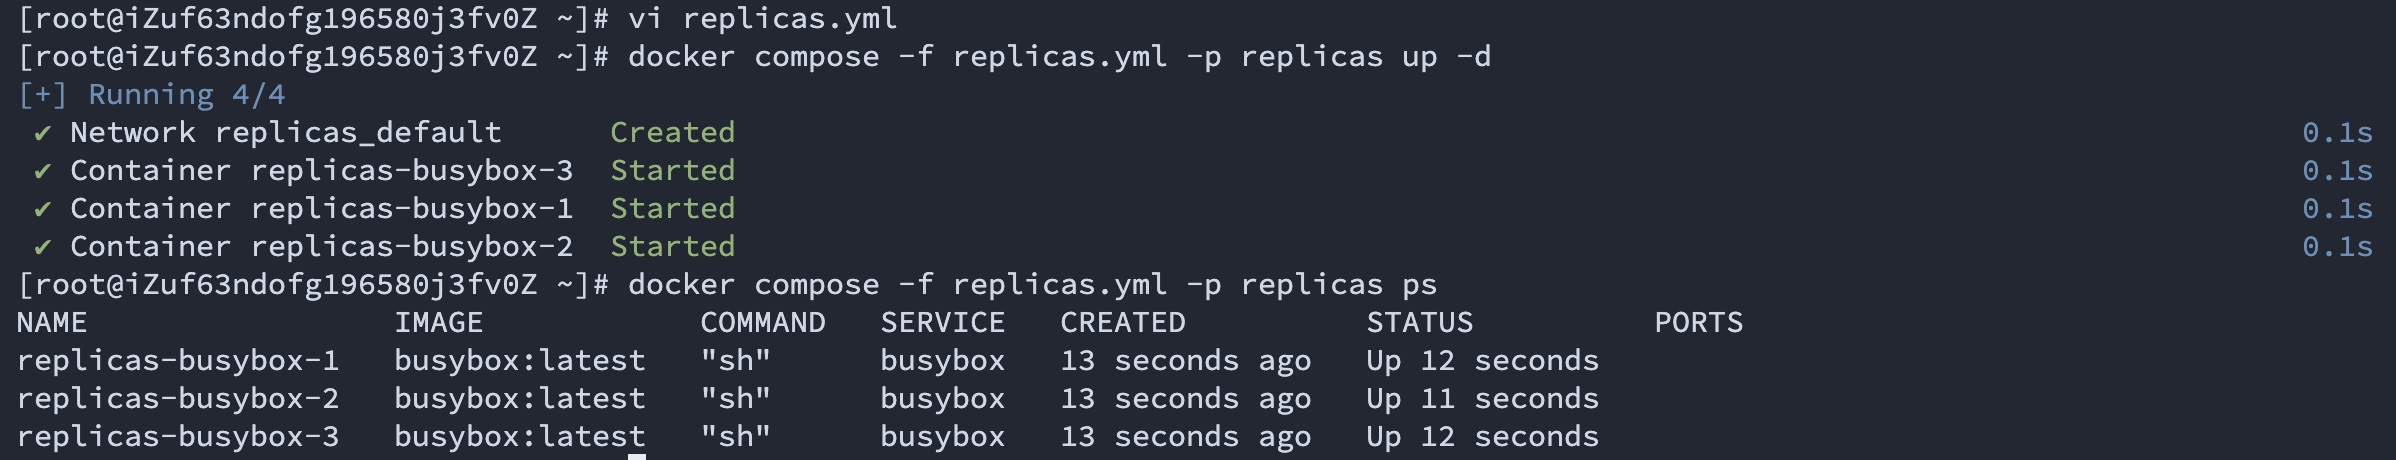 [root@iZuf63ndofg196580j3fv0Z ~]# vi replicas.yml
[root@iZuf63ndofg196580j3fv0Z ~]# docker compose -f replicas.yml -p replicas up -d
[+] Running 4/4
✔ Network replicas_default Created 0.1s
✔ Container replicas-busybox-3 Started 0.1s
✔ Container replicas-busybox-1 Started 0.1s
✔ Container replicas-busybox-2 Started 0.1s
[root@iZuf63ndofg196580j3fv0Z ~]# docker compose -f replicas.yml -p replicas ps
NAME IMAGE COMMAND SERVICE CREATED STATUS PORTS
replicas-busybox-1 busybox:latest "sh" busybox 13 seconds ago Up 12 seconds
replicas-busybox-2 busybox:latest "sh" busybox 13 seconds ago Up 11 seconds
replicas-busybox-3 busybox:latest "sh" busybox 13 seconds ago Up 12 seconds